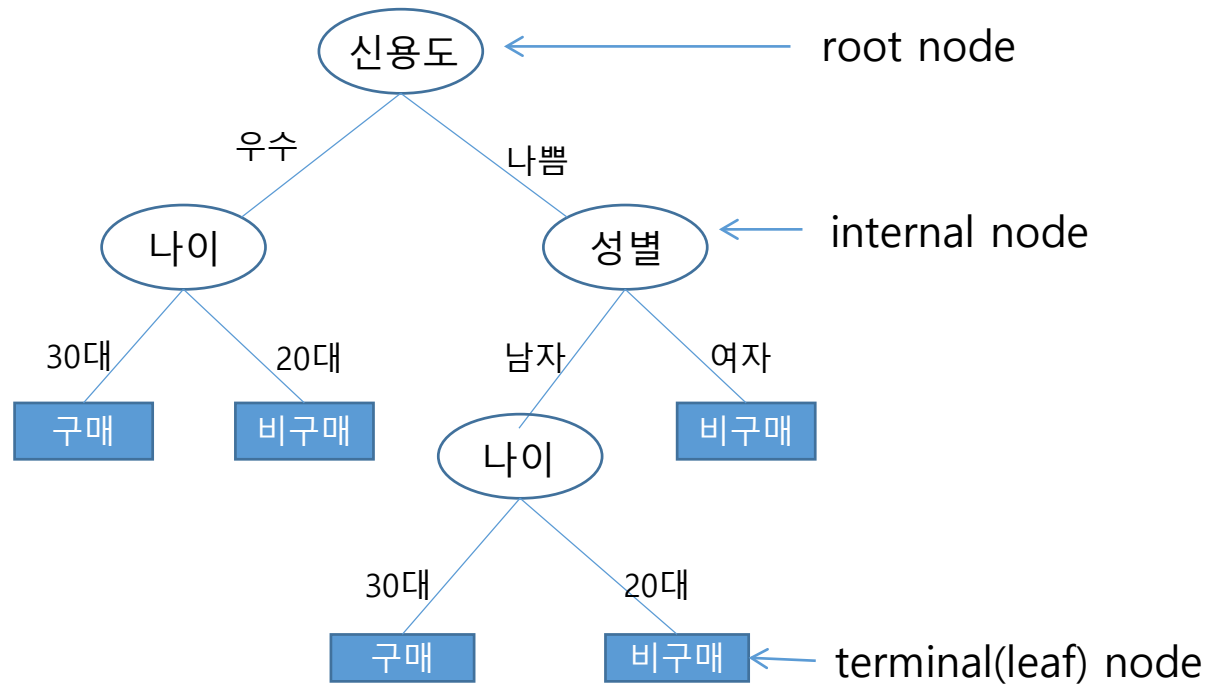 신용도
root node
우수
나쁨
나이
성별
internal node
30대
20대
남자
여자
구매
비구매
나이
비구매
30대
20대
구매
비구매
terminal(leaf) node